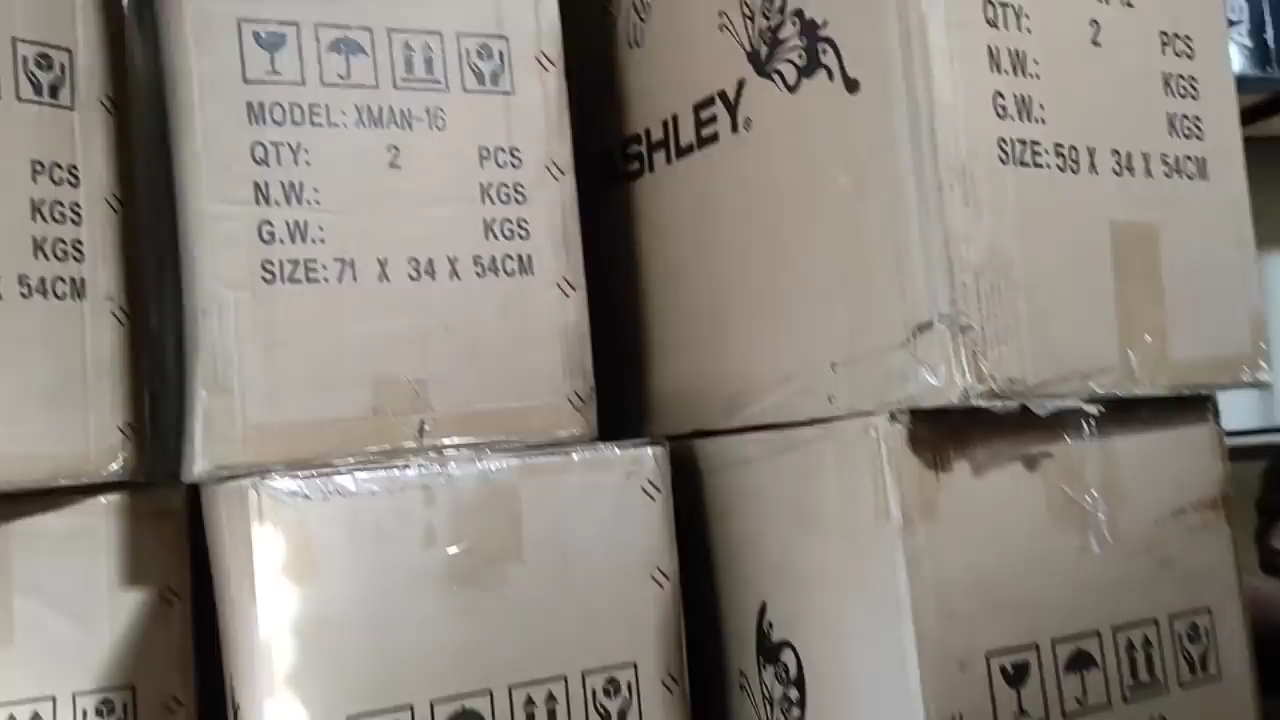 PCS
KGS
KGS
X 54CM
MODEL: XMAN-16
QTY: 2 PCS
N.W.: KGS
G.W.: KGS
SIZE: 71 X 34 X 54CM
SHLEY®
QTY: 2 PCS
N.W.: KGS
G.W.: KGS
SIZE: 59 X 34 X 54CM